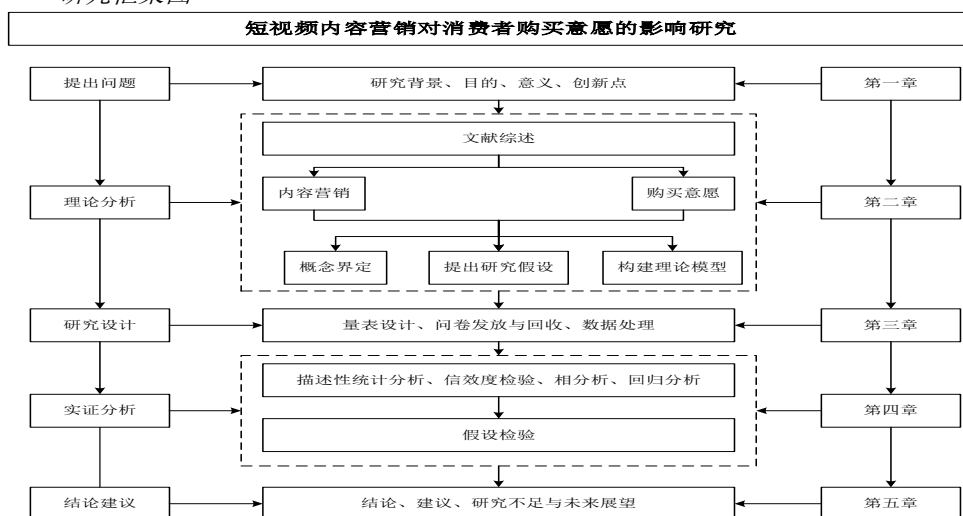 研究框架图
短视频内容营销对消费者购买意愿的影响研究
提出问题 研究背景、目的、意义、创新点 第一章
文献综述
内容营销 购买意愿
理论分析 第二章
概念界定 提出研究假设 构建理论模型
研究设计 量表设计、问卷发放与回收、数据处理 第三章
描述性统计分析、信效度检验、相分析、回归分析
实证分析 第四章
假设检验
结论建议 结论、建议、研究不足与未来展望 第五章